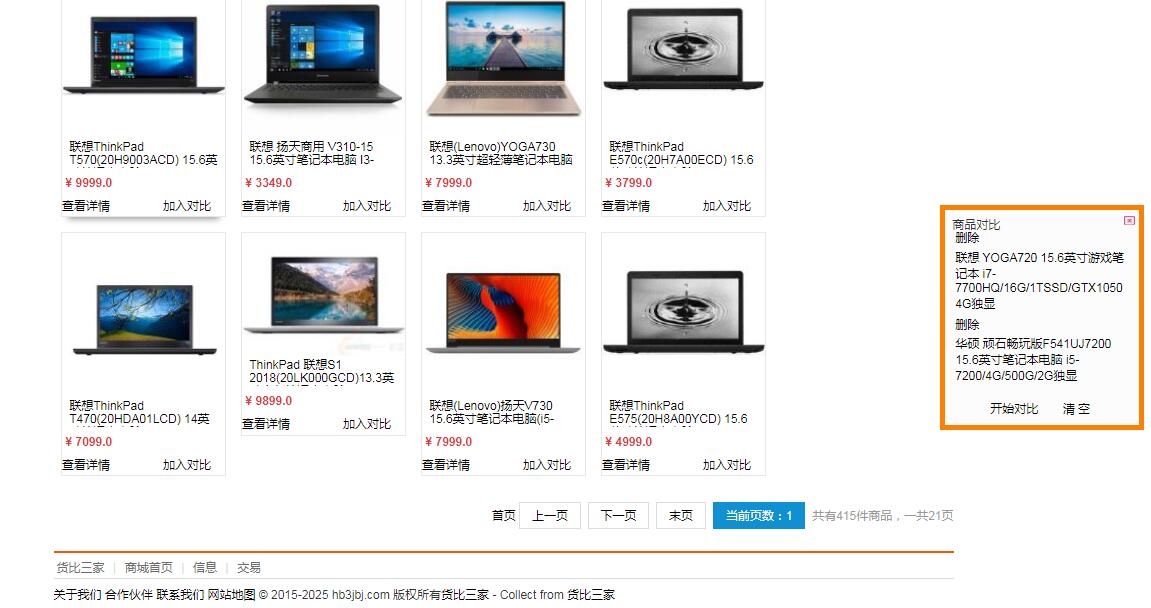 联想ThinkPad
T570(20H9003ACD) 15.6英
¥ 9999.0
查看详情 加入对比
联想 扬天商用 V310-15
15.6英寸笔记本电脑 I3-
¥ 3349.0
查看详情 加入对比
联想(Lenovo)YOGA730
13.3英寸超轻薄笔记本电脑
¥ 7999.0
查看详情 加入对比
联想ThinkPad
E570c(20H7A00ECD) 15.6
¥ 3799.0
查看详情 加入对比
联想ThinkPad
T470(20HDA01LCD) 14英
¥ 7099.0
查看详情 加入对比
ThinkPad 联想S1
2018(20LK000GCD)13.3英
¥ 9899.0
查看详情 加入对比
联想(Lenovo)扬天V730
15.6英寸笔记本电脑(i5-
¥ 7999.0
查看详情 加入对比
联想ThinkPad
E575(20H8A00YCD) 15.6
¥ 4999.0
查看详情 加入对比
商品对比
删除
联想 YOGA720 15.6英寸游戏笔
记本 i7-
7700HQ/16G/1TSSD/GTX1050
4G独显
删除
华硕 顽石畅玩版F541UJ7200
15.6英寸笔记本电脑 i5-
7200/4G/500G/2G独显
开始对比 清 空
首页 上一页 下一页 末页 当前页数：1 共有415件商品，一共21页
货比三家 | 商城首页 | 信息 | 交易
关于我们 合作伙伴 联系我们 网站地图 © 2015-2025 hb3jbj.com 版权所有货比三家 - Collect from 货比三家